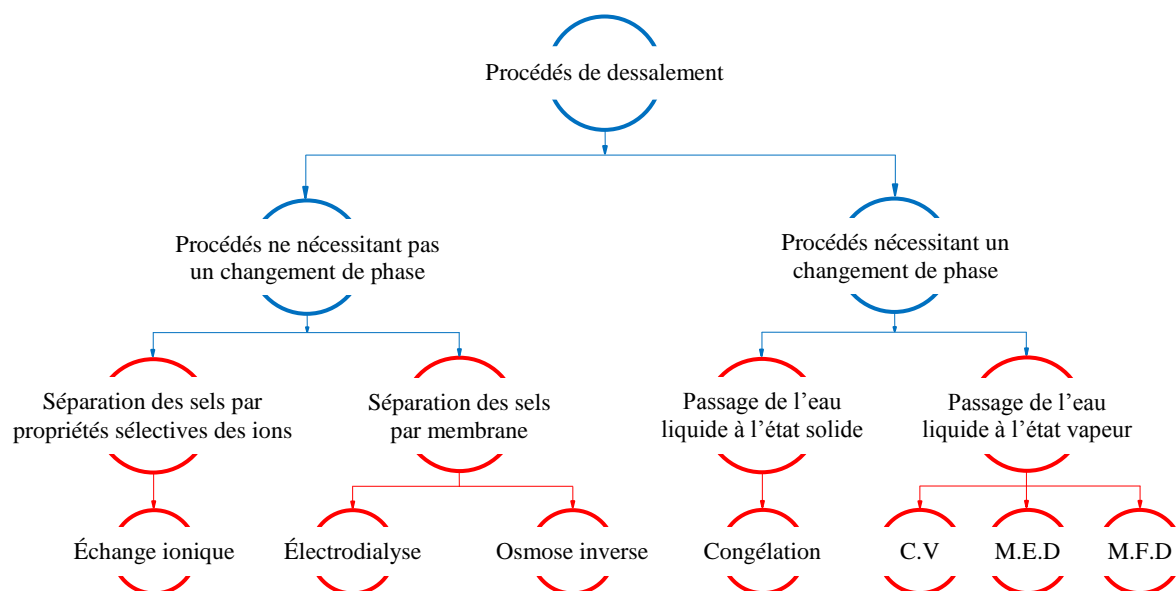 Procédés de dessalement
Procédés ne nécessitant pas
un changement de phase
Procédés nécessitant un
changement de phase
Séparation des sels par
propriétés sélectives des ions
Séparation des sels
par membrane
Passage de l’eau
liquide à l’état solide
Passage de l’eau
liquide à l’état vapeur
Échange ionique
Électrodialyse
Osmose inverse
Congélation
C.V
M.E.D
M.F.D